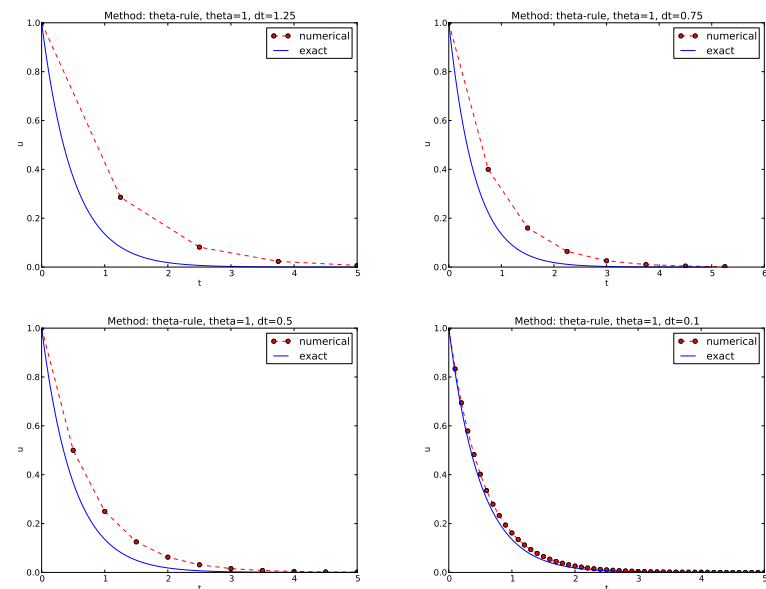 Method: theta-rule, theta=1, dt=1.25
numerical
exact
u
1.0
0.8
0.6
0.4
0.2
0.0
0 1 2 3 4 5
t
Method: theta-rule, theta=1, dt=0.75
numerical
exact
u
1.0
0.8
0.6
0.4
0.2
0.0
0 1 2 3 4 5 6
t
Method: theta-rule, theta=1, dt=0.5
numerical
exact
u
1.0
0.8
0.6
0.4
0.2
0.0
0 1 2 3 4 5
t
Method: theta-rule, theta=1, dt=0.1
numerical
exact
u
1.0
0.8
0.6
0.4
0.2
0.0
0 1 2 3 4 5
t